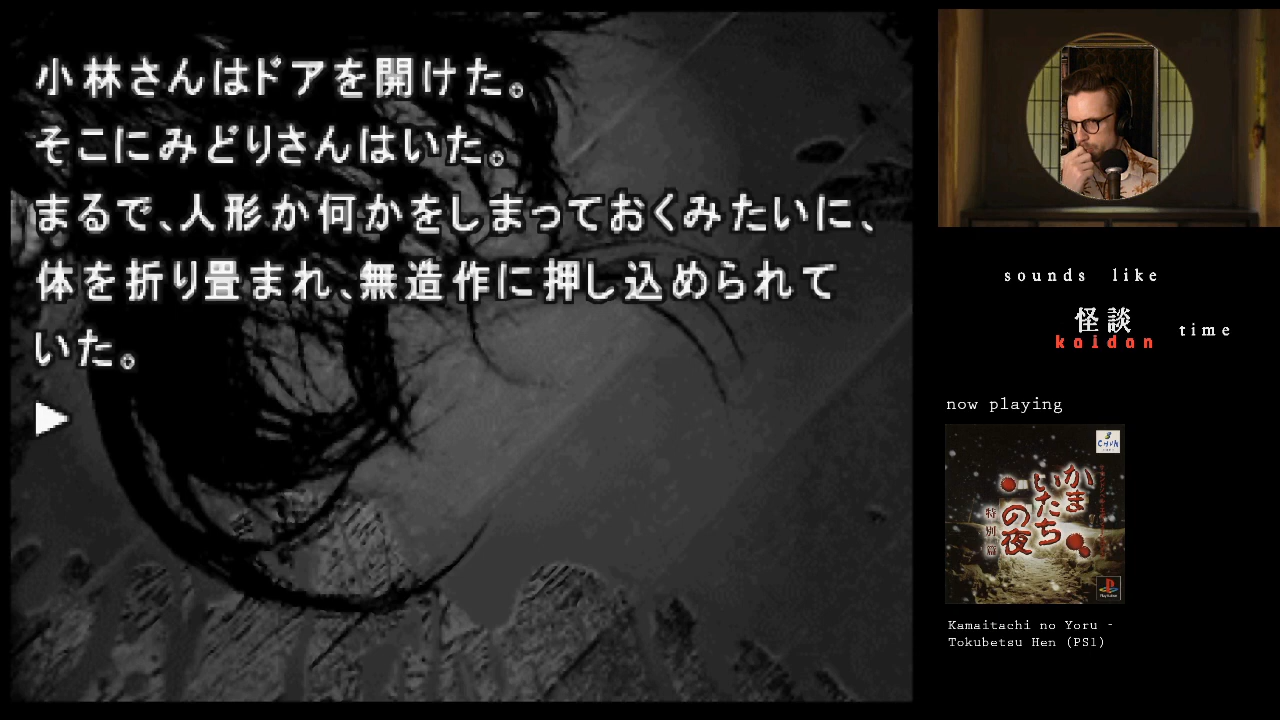 小林さんはドアを開けた。
そこにみどりさんはいた。
まるで、人形か何かをしまっておくみたいに、
体を折り畳まれ、無造作に押し込められて
いた。
sounds like
怪談
kaidan
time
now playing
CHUN
かま
いたち
の夜
特別篇
PlayStation
Kamaitachi no Yoru -
Tokubetsu Hen (PS1)